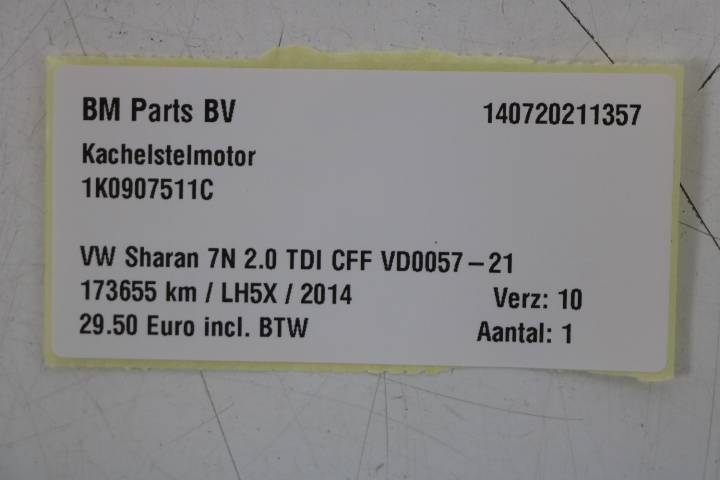 BM Parts BV 140720211357
Kachelstelmotor
1K0907511C
VW Sharan 7N 2.0 TDI CFF VD0057-21
173655 km / LH5X / 2014 Verz: 10
29.50 Euro incl. BTW Aantal: 1